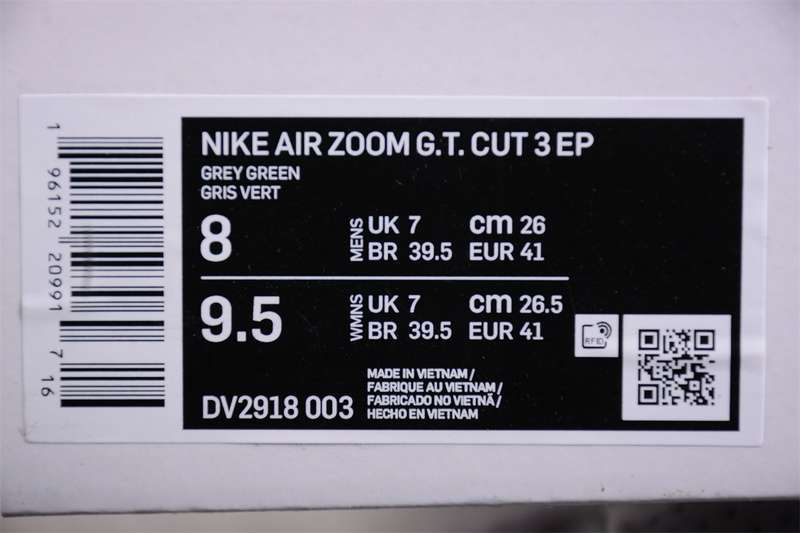 1 96152 20991 7 16
NIKE AIR ZOOM G.T. CUT 3 EP
GREY GREEN
GRIS VERT
8 MENS UK 7 cm 26
BR 39.5 EUR 41
9.5 WMNS UK 7 cm 26.5
BR 39.5 EUR 41
RFID
DV2918 003
MADE IN VIETNAM /
FABRIQUE AU VIETNAM /
FABRICADO NO VIETNÃ /
HECHO EN VIETNAM